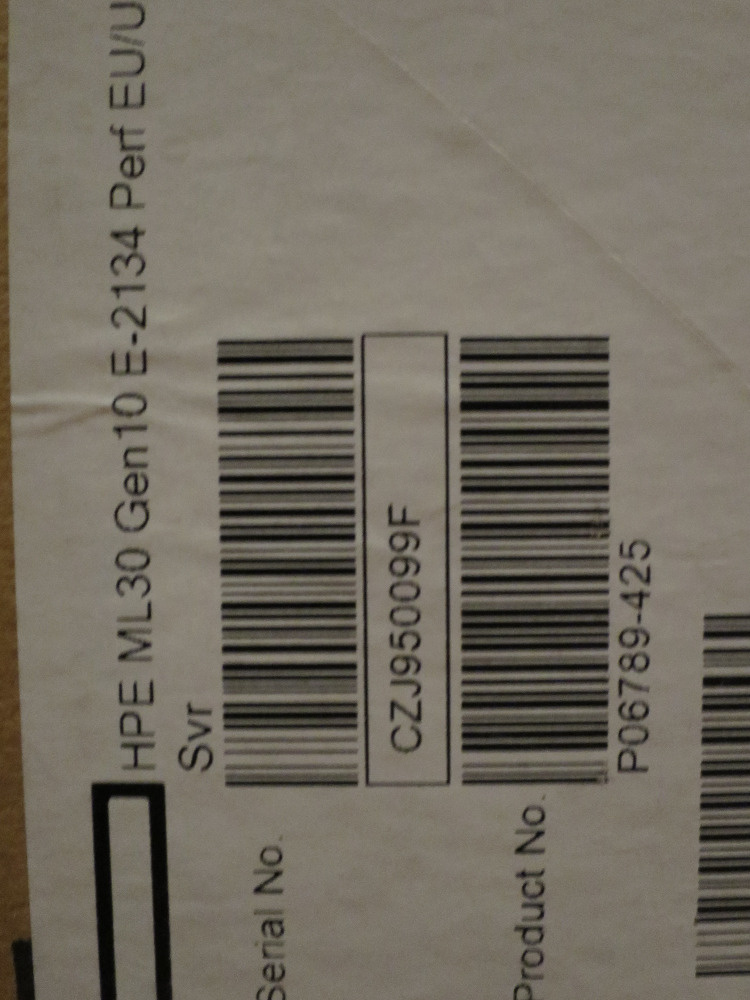 HPE ML30 Gen10 E-2134 Perf EU/U
Svr
Serial No.
CZJ950099F
Product No.
P06789-425